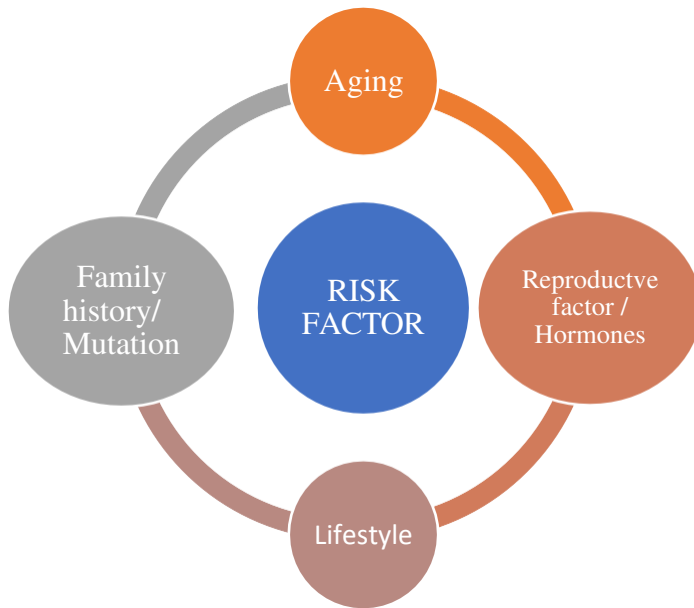 Aging
Family
history/
Mutation
RISK
FACTOR
Reproductve
factor /
Hormones
Lifestyle